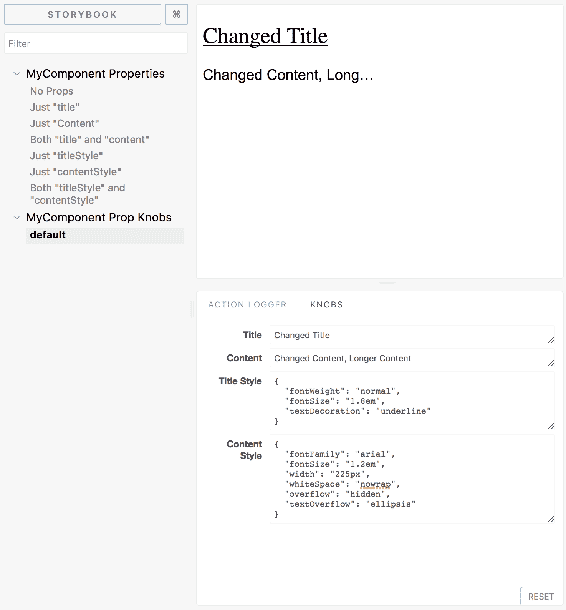 STORYBOOK
⌘
Filter
MyComponent Properties
No Props
Just "title"
Just "Content"
Both "title" and "content"
Just "titleStyle"
Just "contentStyle"
Both "titleStyle" and
"contentStyle"
MyComponent Prop Knobs
default
Changed Title
Changed Content, Long…
ACTION LOGGER
KNOBS
Title
Changed Title
Content
Changed Content, Longer Content
Title Style
{
"fontWeight": "normal",
"fontSize": "1.6em",
"textDecoration": "underline"
}
Content
Style
{
"fontFamily": "arial",
"fontSize": "1.2em",
"width": "225px",
"whiteSpace": "nowrap",
"overflow": "hidden",
"textOverflow": "ellipsis"
}
RESET